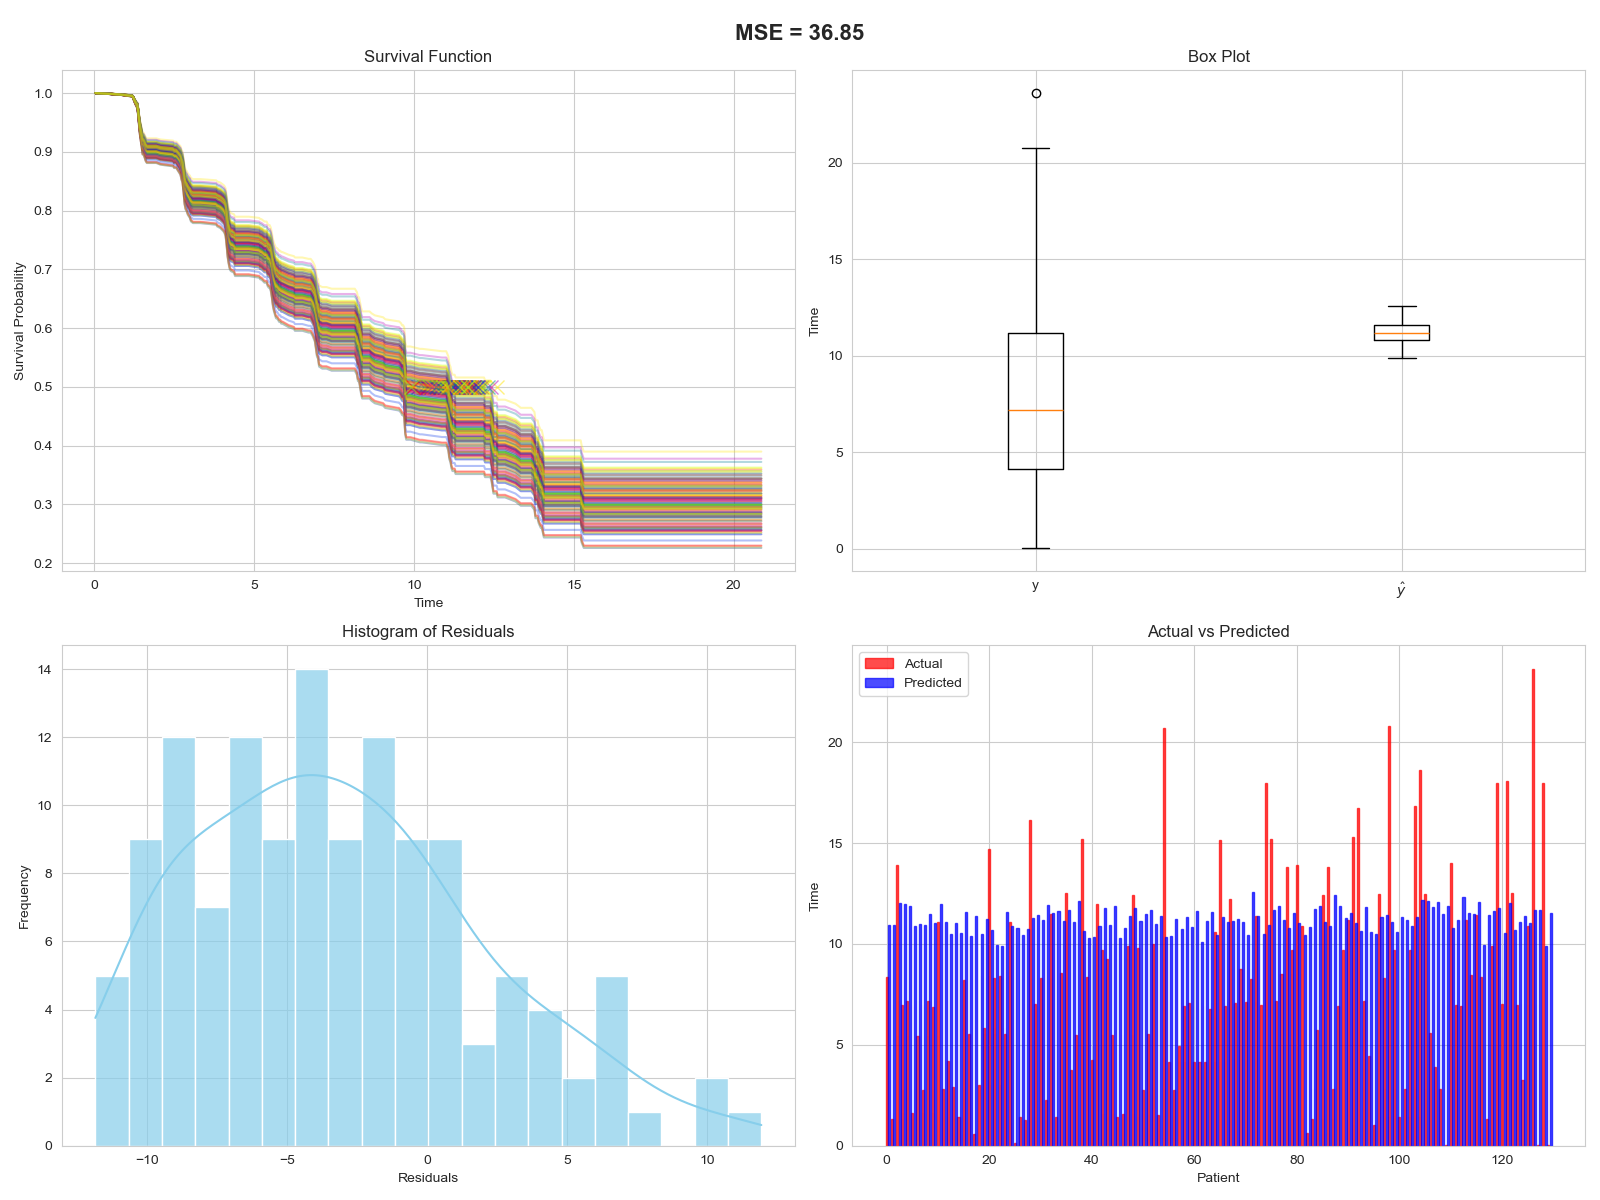 MSE = 36.85
Survival Function
Survival Probability
1.0
0.9
0.8
0.7
0.6
0.5
0.4
0.3
0.2
0
5
10
15
20
Time
Box Plot
Time
20
15
10
5
0
y
ŷ
Histogram of Residuals
Frequency
14
12
10
8
6
4
2
0
−10
−5
0
5
10
Residuals
Actual vs Predicted
Actual
Predicted
Time
20
15
10
5
0
0
20
40
60
80
100
120
Patient